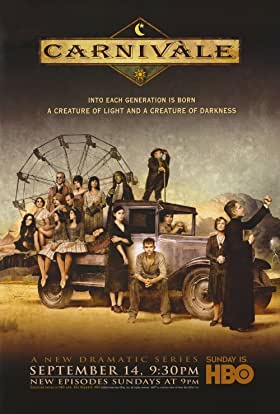 CARNIVÀLE
INTO EACH GENERATION IS BORN
A CREATURE OF LIGHT AND A CREATURE OF DARKNESS
A NEW DRAMATIC SERIES
SEPTEMBER 14, 9:30PM
NEW EPISODES SUNDAYS AT 9PM
SUNDAY IS
HBO